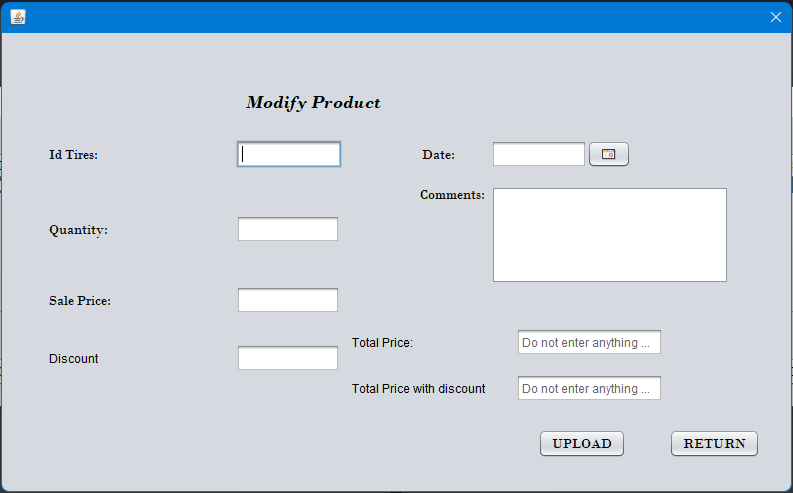 Modify Product
Id Tires:
Date:
Comments:
Quantity:
Sale Price:
Total Price:
Do not enter anything ...
Discount
Total Price with discount
Do not enter anything ...
UPLOAD
RETURN